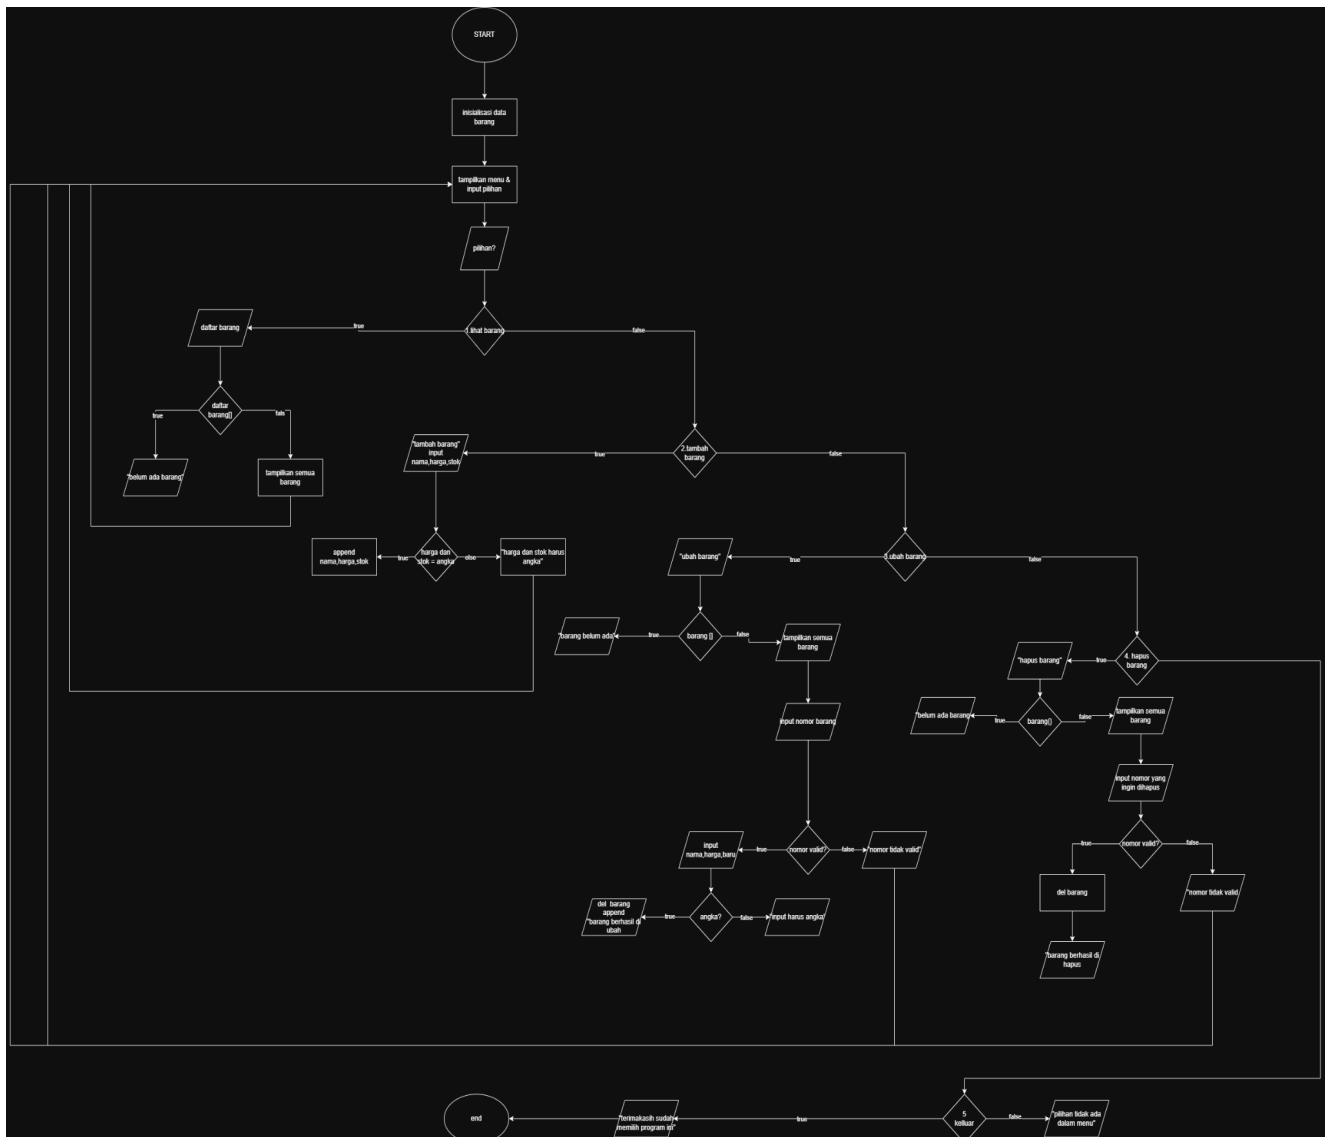 START
inisialisasi data
barang
tampilkan menu &
input pilihan
pilihan?
1.lihat barang
true
false
daftar barang
daftar
barang[]
true
fals
"belum ada barang"
tampilkan semua
barang
2.tambah
barang
true
false
"tambah barang"
input
nama,harga,stok
harga dan
stok = angka
true
else
append
nama,harga,stok
"harga dan stok harus
angka"
3.ubah barang
true
false
"ubah barang"
barang []
true
false
"barang belum ada"
tampilkan semua
barang
input nomor barang
nomor valid?
true
false
input
nama,harga,baru
"nomor tidak valid"
angka?
true
false
del barang
append
"barang berhasil di
ubah
"input harus angka"
4. hapus
barang
true
"hapus barang"
barang[]
true
false
"belum ada barang
tampilkan semua
barang
input nomor yang
ingin dihapus
nomor valid?
true
false
del barang
"nomor tidak valid
"barang berhasil di
hapus
5
kelluar
true
false
"terimakasih sudah
memilih program ini"
"pilihan tidak ada
dalam menu"
end